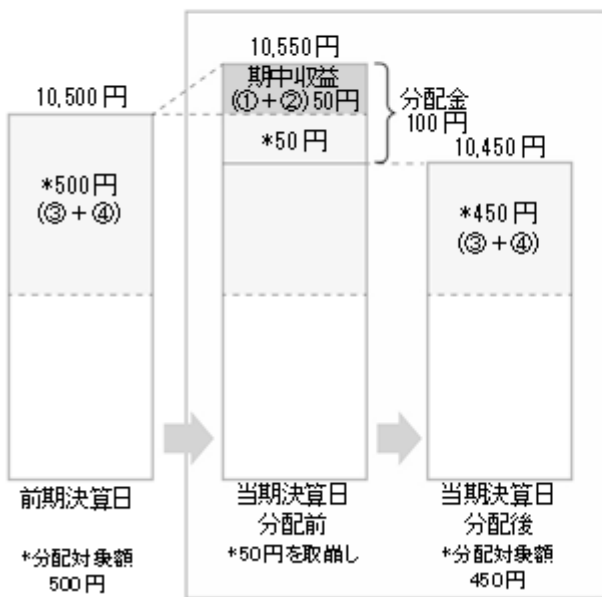 10,500円
*500円
(③+④)
前期決算日
*分配対象額
500円
10,550円
期中収益
(①+②)50円
*50円
分配金
100円
当期決算日
分配前
*50円を取崩し
10,450円
*450円
(③+④)
当期決算日
分配後
*分配対象額
450円